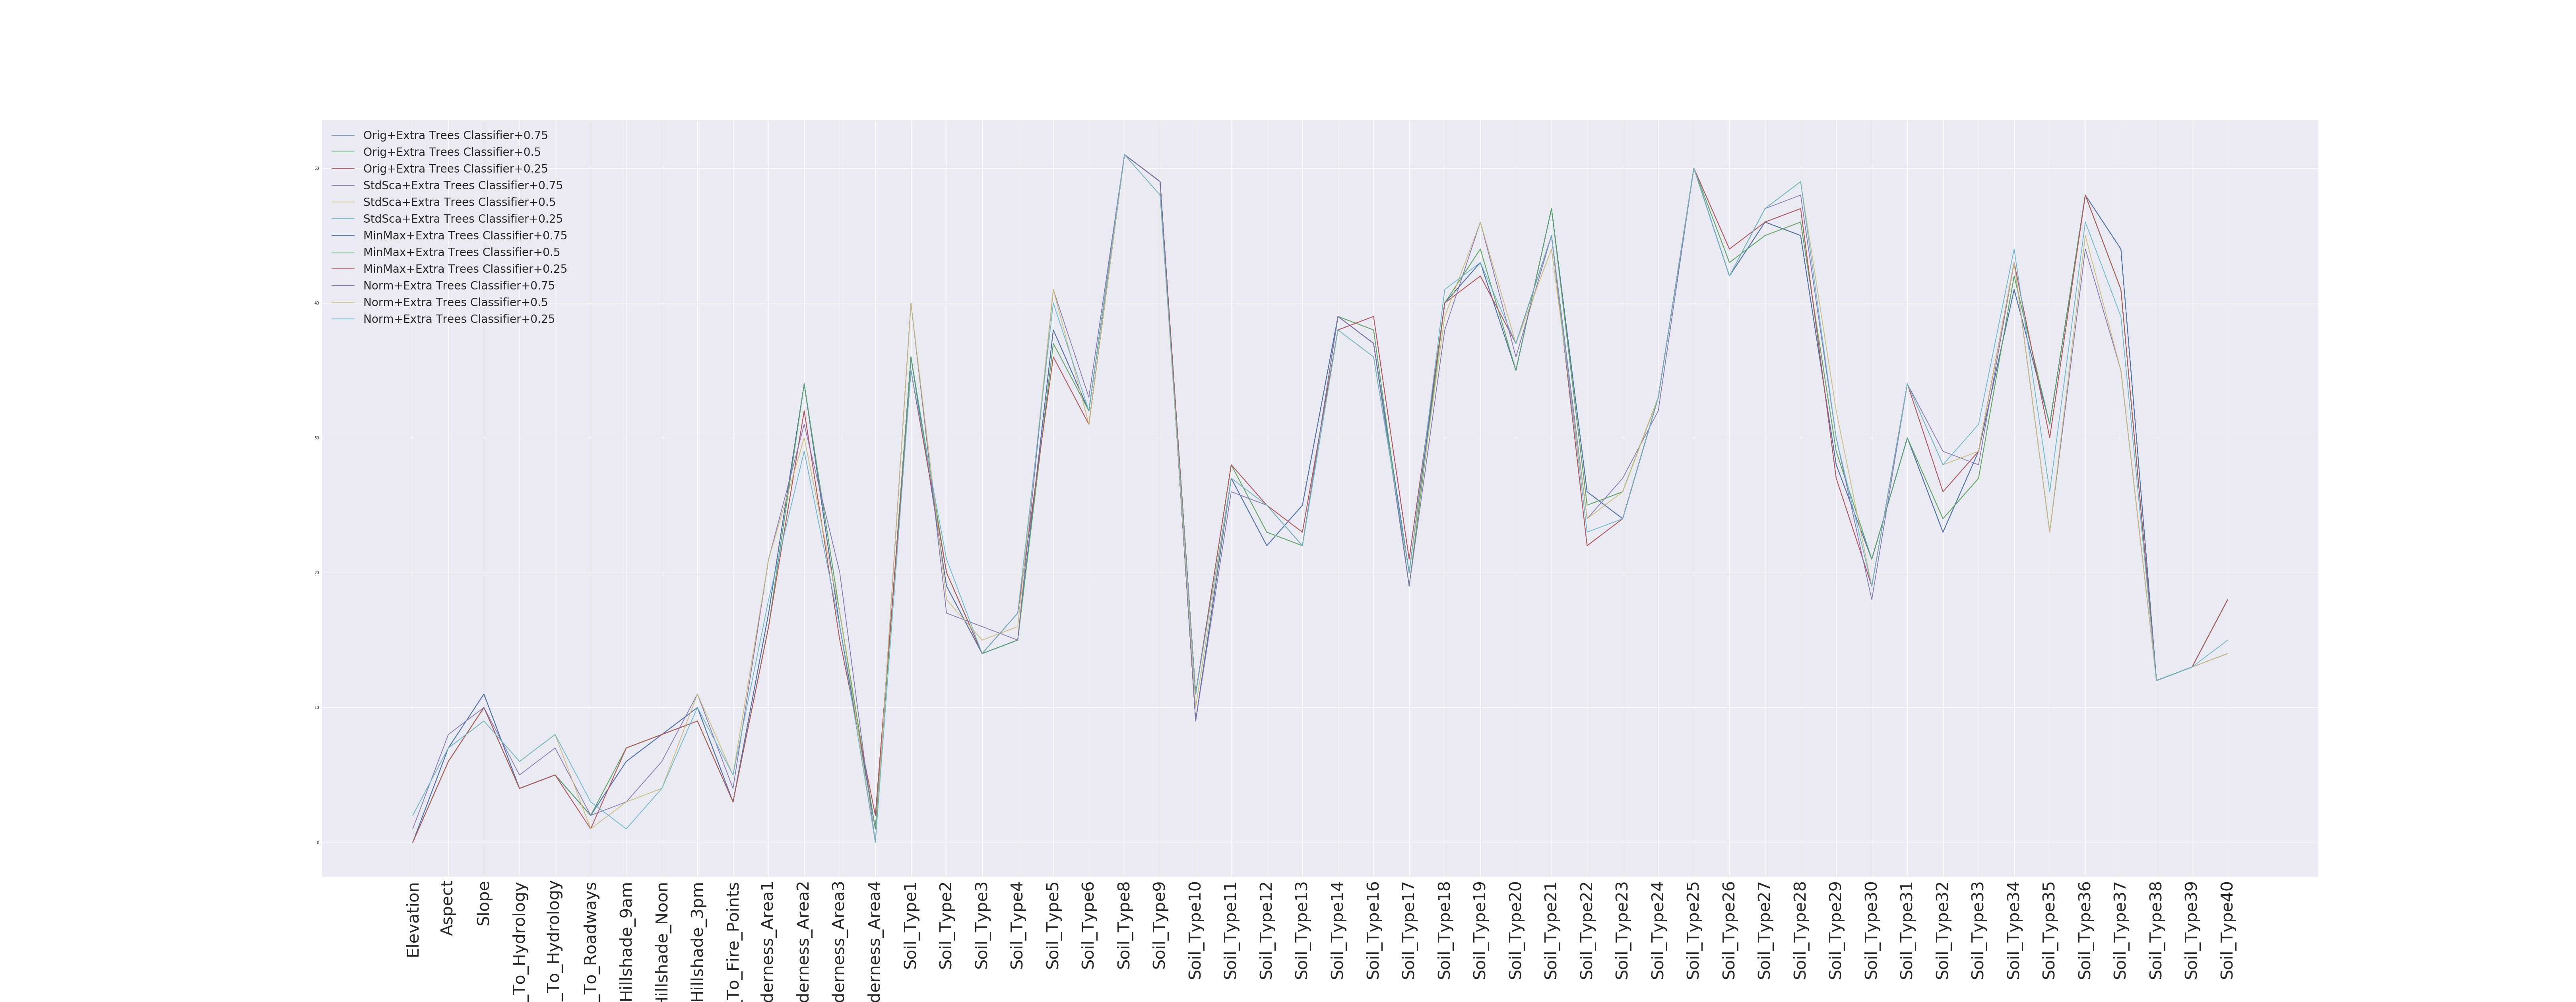 Orig+Extra Trees Classifier+0.75
Orig+Extra Trees Classifier+0.5
Orig+Extra Trees Classifier+0.25
StdSca+Extra Trees Classifier+0.75
StdSca+Extra Trees Classifier+0.5
StdSca+Extra Trees Classifier+0.25
MinMax+Extra Trees Classifier+0.75
MinMax+Extra Trees Classifier+0.5
MinMax+Extra Trees Classifier+0.25
Norm+Extra Trees Classifier+0.75
Norm+Extra Trees Classifier+0.5
Norm+Extra Trees Classifier+0.25
50
40
30
20
10
0
Elevation
Aspect
Slope
_To_Hydrology
_To_Hydrology
_To_Roadways
Hillshade_9am
Hillshade_Noon
Hillshade_3pm
_To_Fire_Points
derness_Area1
derness_Area2
derness_Area3
derness_Area4
Soil_Type1
Soil_Type2
Soil_Type3
Soil_Type4
Soil_Type5
Soil_Type6
Soil_Type8
Soil_Type9
Soil_Type10
Soil_Type11
Soil_Type12
Soil_Type13
Soil_Type14
Soil_Type16
Soil_Type17
Soil_Type18
Soil_Type19
Soil_Type20
Soil_Type21
Soil_Type22
Soil_Type23
Soil_Type24
Soil_Type25
Soil_Type26
Soil_Type27
Soil_Type28
Soil_Type29
Soil_Type30
Soil_Type31
Soil_Type32
Soil_Type33
Soil_Type34
Soil_Type35
Soil_Type36
Soil_Type37
Soil_Type38
Soil_Type39
Soil_Type40